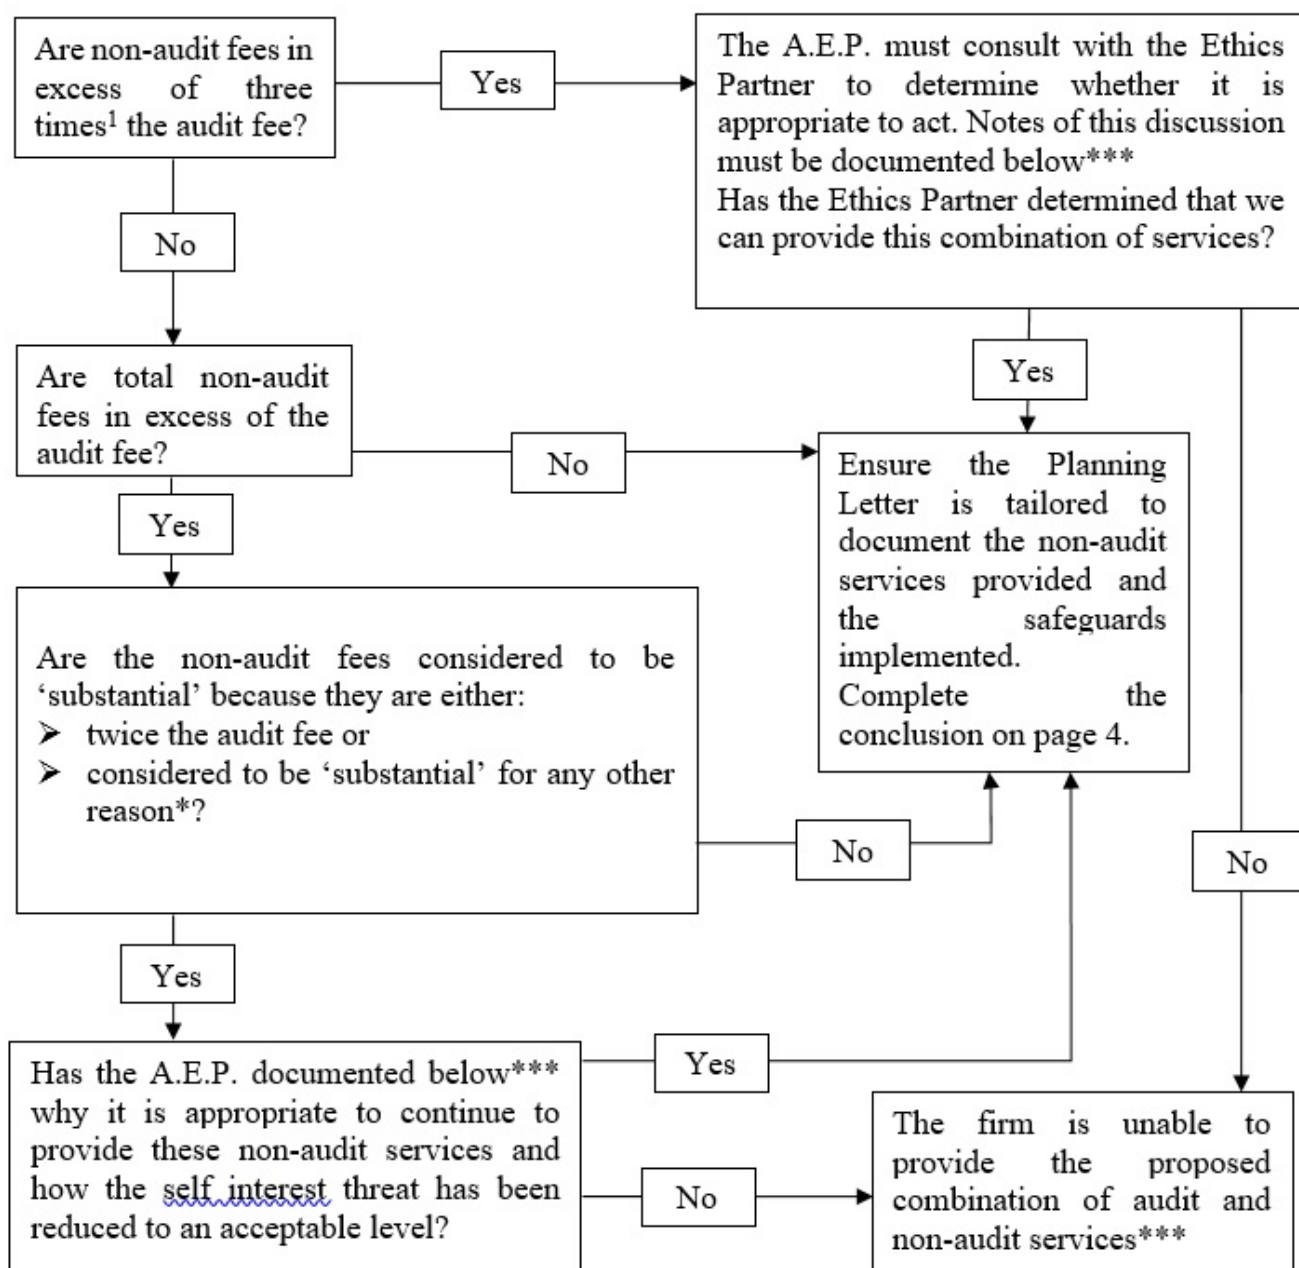 Are non-audit fees in
excess of three
times¹ the audit fee?
Yes
The A.E.P. must consult with the Ethics
Partner to determine whether it is
appropriate to act. Notes of this discussion
must be documented below***
Has the Ethics Partner determined that we
can provide this combination of services?
No
Are total non-audit
fees in excess of the
audit fee?
No
Yes
Yes
Ensure the Planning
Letter is tailored to
document the non-audit
services provided and
the safeguards
implemented.
Complete the
conclusion on page 4.
Are the non-audit fees considered to be
‘substantial’ because they are either:
➢ twice the audit fee or
➢ considered to be ‘substantial’ for any other
reason*?
No
No
Yes
Has the A.E.P. documented below***
why it is appropriate to continue to
provide these non-audit services and
how the self interest threat has been
reduced to an acceptable level?
Yes
No
The firm is unable to
provide the proposed
combination of audit and
non-audit services***